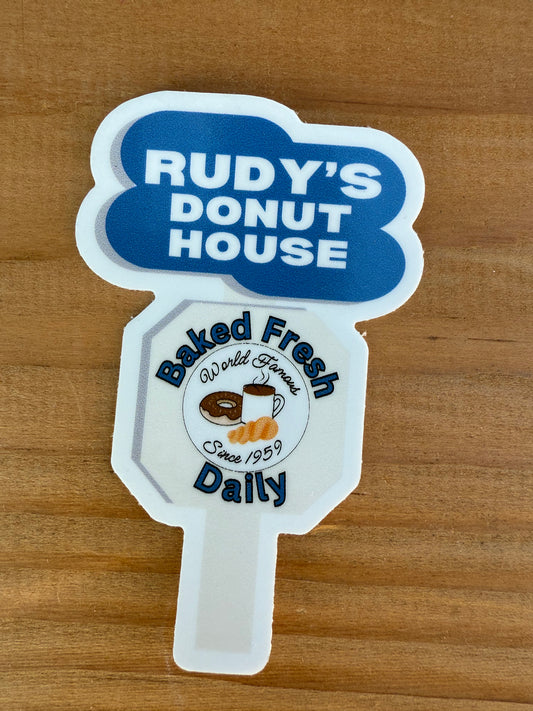 RUDY'S
DONUT
HOUSE
Baked Fresh
World Famous
Since 1959
Daily